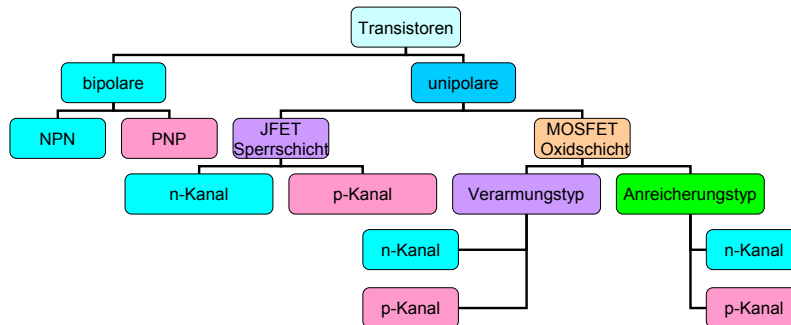 Transistoren
bipolare
unipolare
NPN
PNP
JFET
Sperrschicht
MOSFET
Oxidschicht
n-Kanal
p-Kanal
Verarmungstyp
Anreicherungstyp
n-Kanal
n-Kanal
p-Kanal
p-Kanal